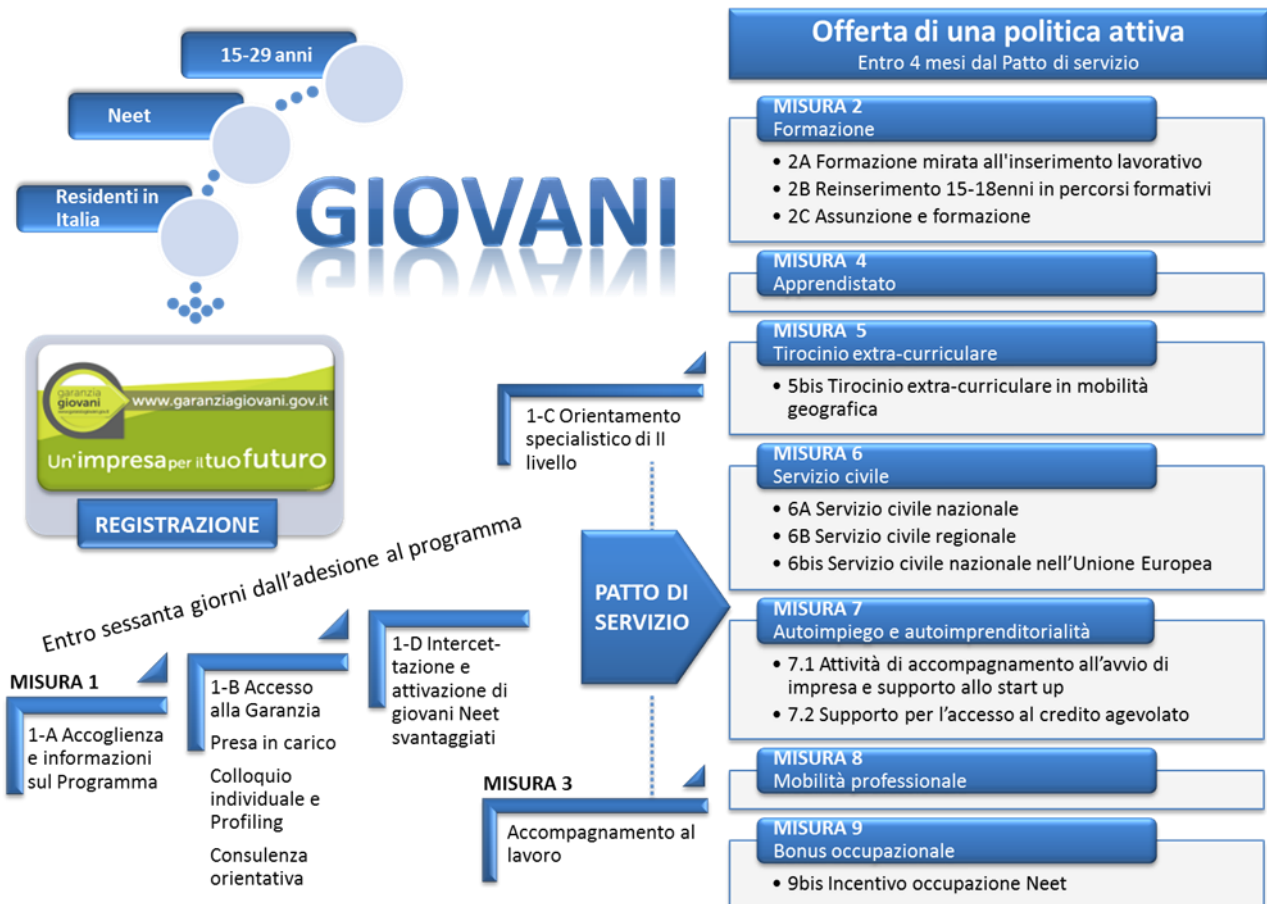 15-29 anni
Neet
Residenti in
Italia
GIOVANI
garanzia
giovani
www.garanziagiovani.gov.it
Un'impresa per il tuo futuro
REGISTRAZIONE
Entro sessanta giorni dall'adesione al programma
MISURA 1
1-A Accoglienza
e informazioni
sul Programma
1-B Accesso
alla Garanzia
Presa in carico
Colloquio
individuale e
Profiling
Consulenza
orientativa
1-D Intercet-
tazione e
attivazione di
giovani Neet
svantaggiati
1-C Orientamento
specialistico di II
livello
PATTO DI
SERVIZIO
MISURA 3
Accompagnamento al
lavoro
Offerta di una politica attiva
Entro 4 mesi dal Patto di servizio
MISURA 2
Formazione
• 2A Formazione mirata all'inserimento lavorativo
• 2B Reinserimento 15-18enni in percorsi formativi
• 2C Assunzione e formazione
MISURA 4
Apprendistato
MISURA 5
Tirocinio extra-curriculare
• 5bis Tirocinio extra-curriculare in mobilità
geografica
MISURA 6
Servizio civile
• 6A Servizio civile nazionale
• 6B Servizio civile regionale
• 6bis Servizio civile nazionale nell'Unione Europea
MISURA 7
Autoimpiego e autoimprenditorialità
• 7.1 Attività di accompagnamento all'avvio di
impresa e supporto allo start up
• 7.2 Supporto per l'accesso al credito agevolato
MISURA 8
Mobilità professionale
MISURA 9
Bonus occupazionale
• 9bis Incentivo occupazione Neet